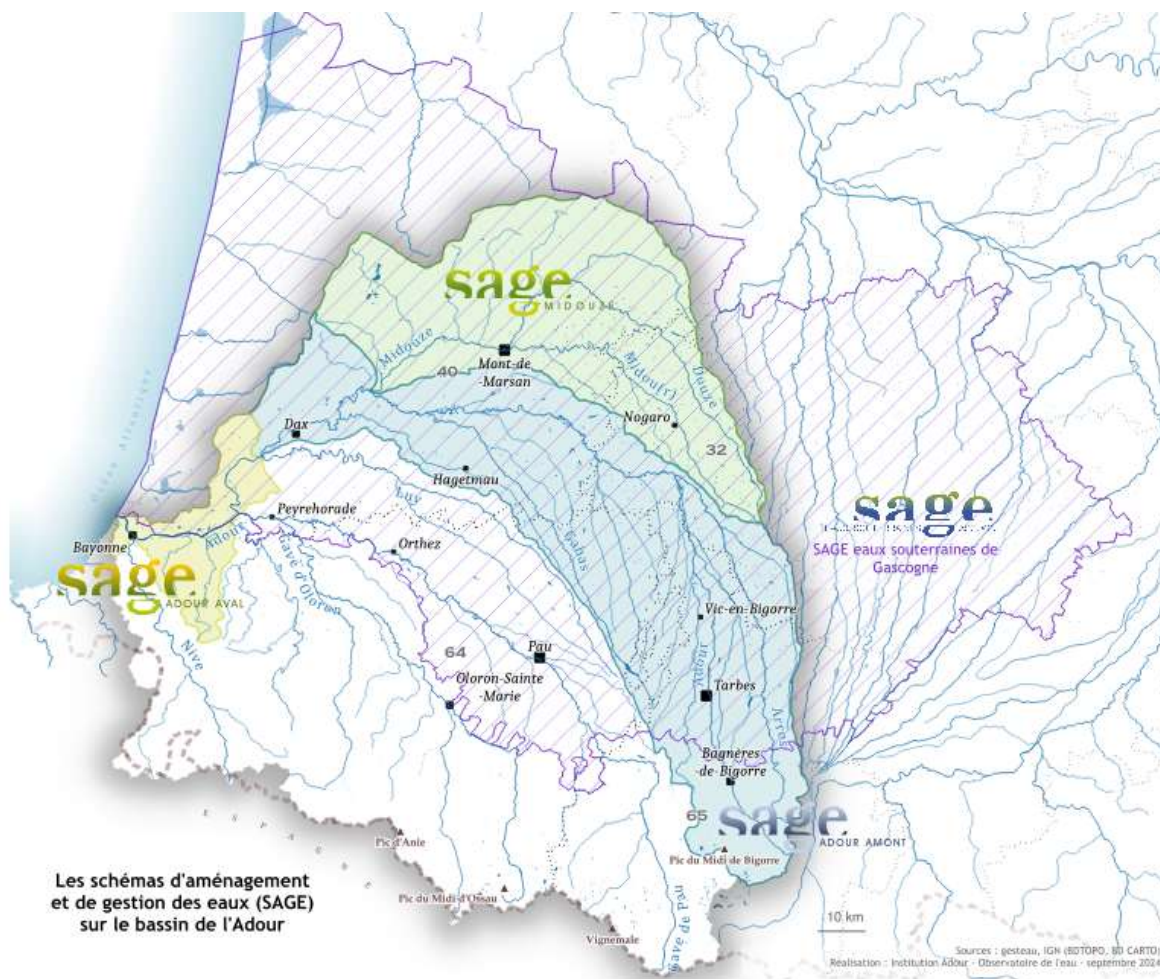 sage
MIDOUZE
Océan Atlantique
Midouze
Mont-de
-Marsan
40
Midou(r)
Douze
Nogaro
32
Dax
Hagetmau
Luy
Gabas
Peyrehorade
Adour
Bayonne
Orthez
Gave d'Oloron
sage
ADOUR AVAL
Nive
64
Pau
Oloron-Sainte
-Marie
Vic-en-Bigorre
Adour
Tarbes
Arros
sage
SAGE eaux souterraines de
Gascogne
Bagnères
-de-Bigorre
65
sage
ADOUR AMONT
Pic du Midi de Bigorre
ESPAGNE
Pic d'Anie
Pic du Midi d'Ossau
Vignemale
Gave de Pau
Les schémas d'aménagement
et de gestion des eaux (SAGE)
sur le bassin de l'Adour
10 km
Sources : gesteau, IGN (BDTOPO, BD CARTO)
Réalisation : Institution Adour - Observatoire de l'eau - septembre 2024